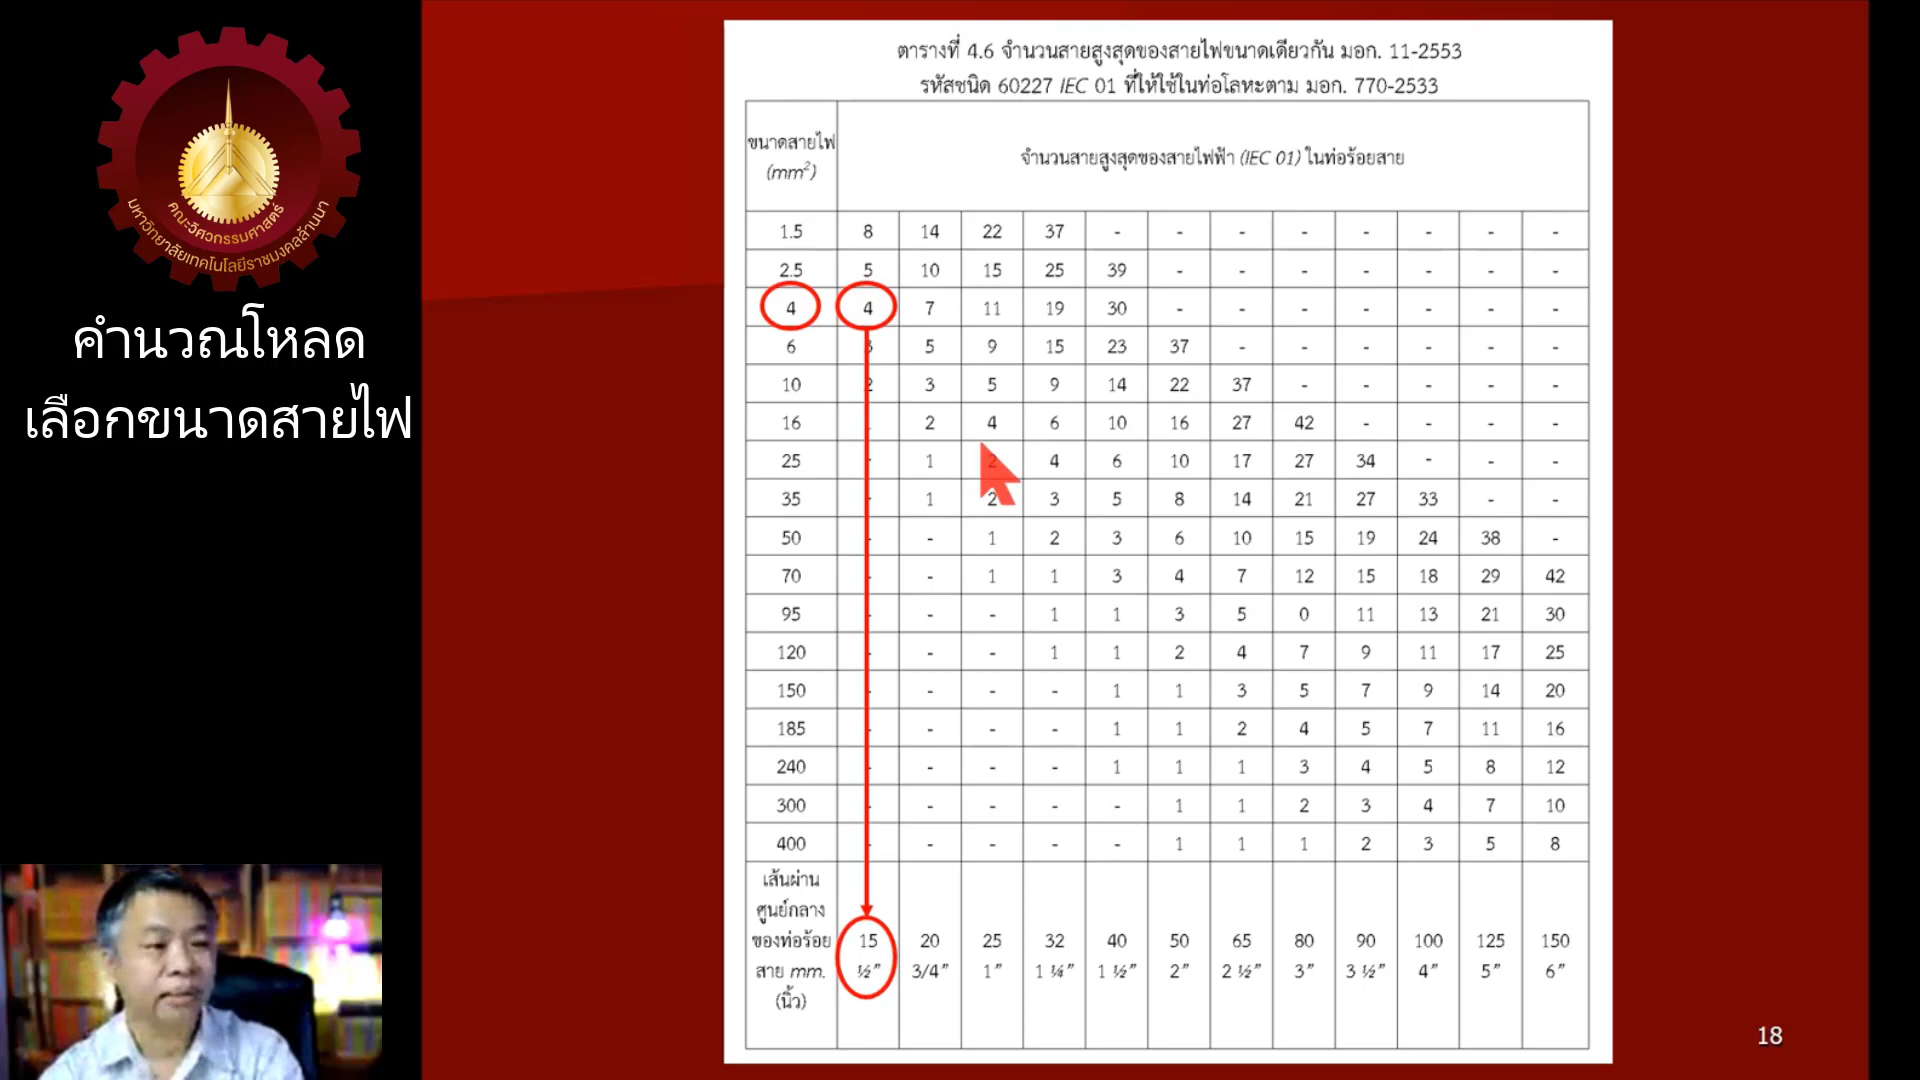 คณะวิศวกรรมศาสตร์
มหาวิทยาลัยเทคโนโลยีราชมงคลล้านนา
คำนวณโหลด
เลือกขนาดสายไฟ
ตารางที่ 4.6 จำนวนสายสูงสุดของสายไฟขนาดเดียวกัน มอก. 11-2553
รหัสชนิด 60227 IEC 01 ที่ให้ใช้ในท่อโลหะตาม มอก. 770-2533
ขนาดสายไฟ
(mm²)
จำนวนสายสูงสุดของสายไฟฟ้า (IEC 01) ในท่อร้อยสาย
1.5 8 14 22 37 - - - - - - - -
2.5 5 10 15 25 39 - - - - - - -
4 4 7 11 19 30 - - - - - - -
6 3 5 9 15 23 37 - - - - - -
10 2 3 5 9 14 22 37 - - - - -
16 2 4 6 10 16 27 42 - - - -
25 - 1 2 4 6 10 17 27 34 - - -
35 - 1 2 3 5 8 14 21 27 33 - -
50 - - 1 2 3 6 10 15 19 24 38 -
70 - - 1 1 3 4 7 12 15 18 29 42
95 - - - 1 1 3 5 0 11 13 21 30
120 - - - 1 1 2 4 7 9 11 17 25
150 - - - - 1 1 3 5 7 9 14 20
185 - - - - 1 1 2 4 5 7 11 16
240 - - - - 1 1 1 3 4 5 8 12
300 - - - - - 1 1 2 3 4 7 10
400 - - - - - 1 1 1 2 3 5 8
เส้นผ่าน
ศูนย์กลาง
ของท่อร้อย 15 20 25 32 40 50 65 80 90 100 125 150
สาย mm. ½" 3/4" 1" 1 ¼" 1 ½" 2" 2 ½" 3" 3 ½" 4" 5" 6"
(นิ้ว)
18